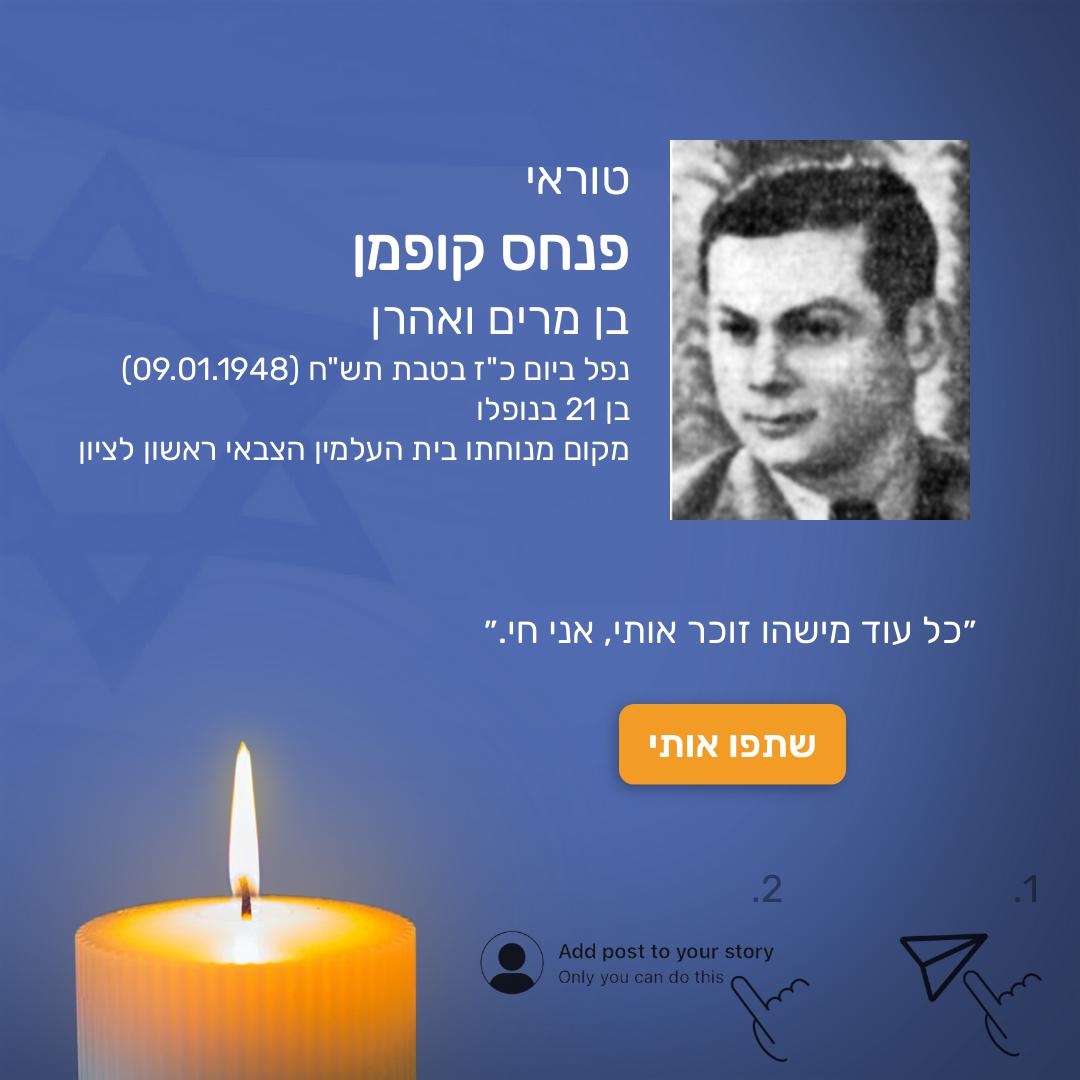 טוראי
פנחס קופמן
בן מרים ואהרן
נפל ביום כ"ז בטבת תש"ח (09.01.1948)
בן 21 בנופלו
מקום מנוחתו בית העלמין הצבאי ראשון לציון
״כל עוד מישהו זוכר אותי, אני חי.״
שתפו אותי
1.
2.
Add post to your story
Only you can do this